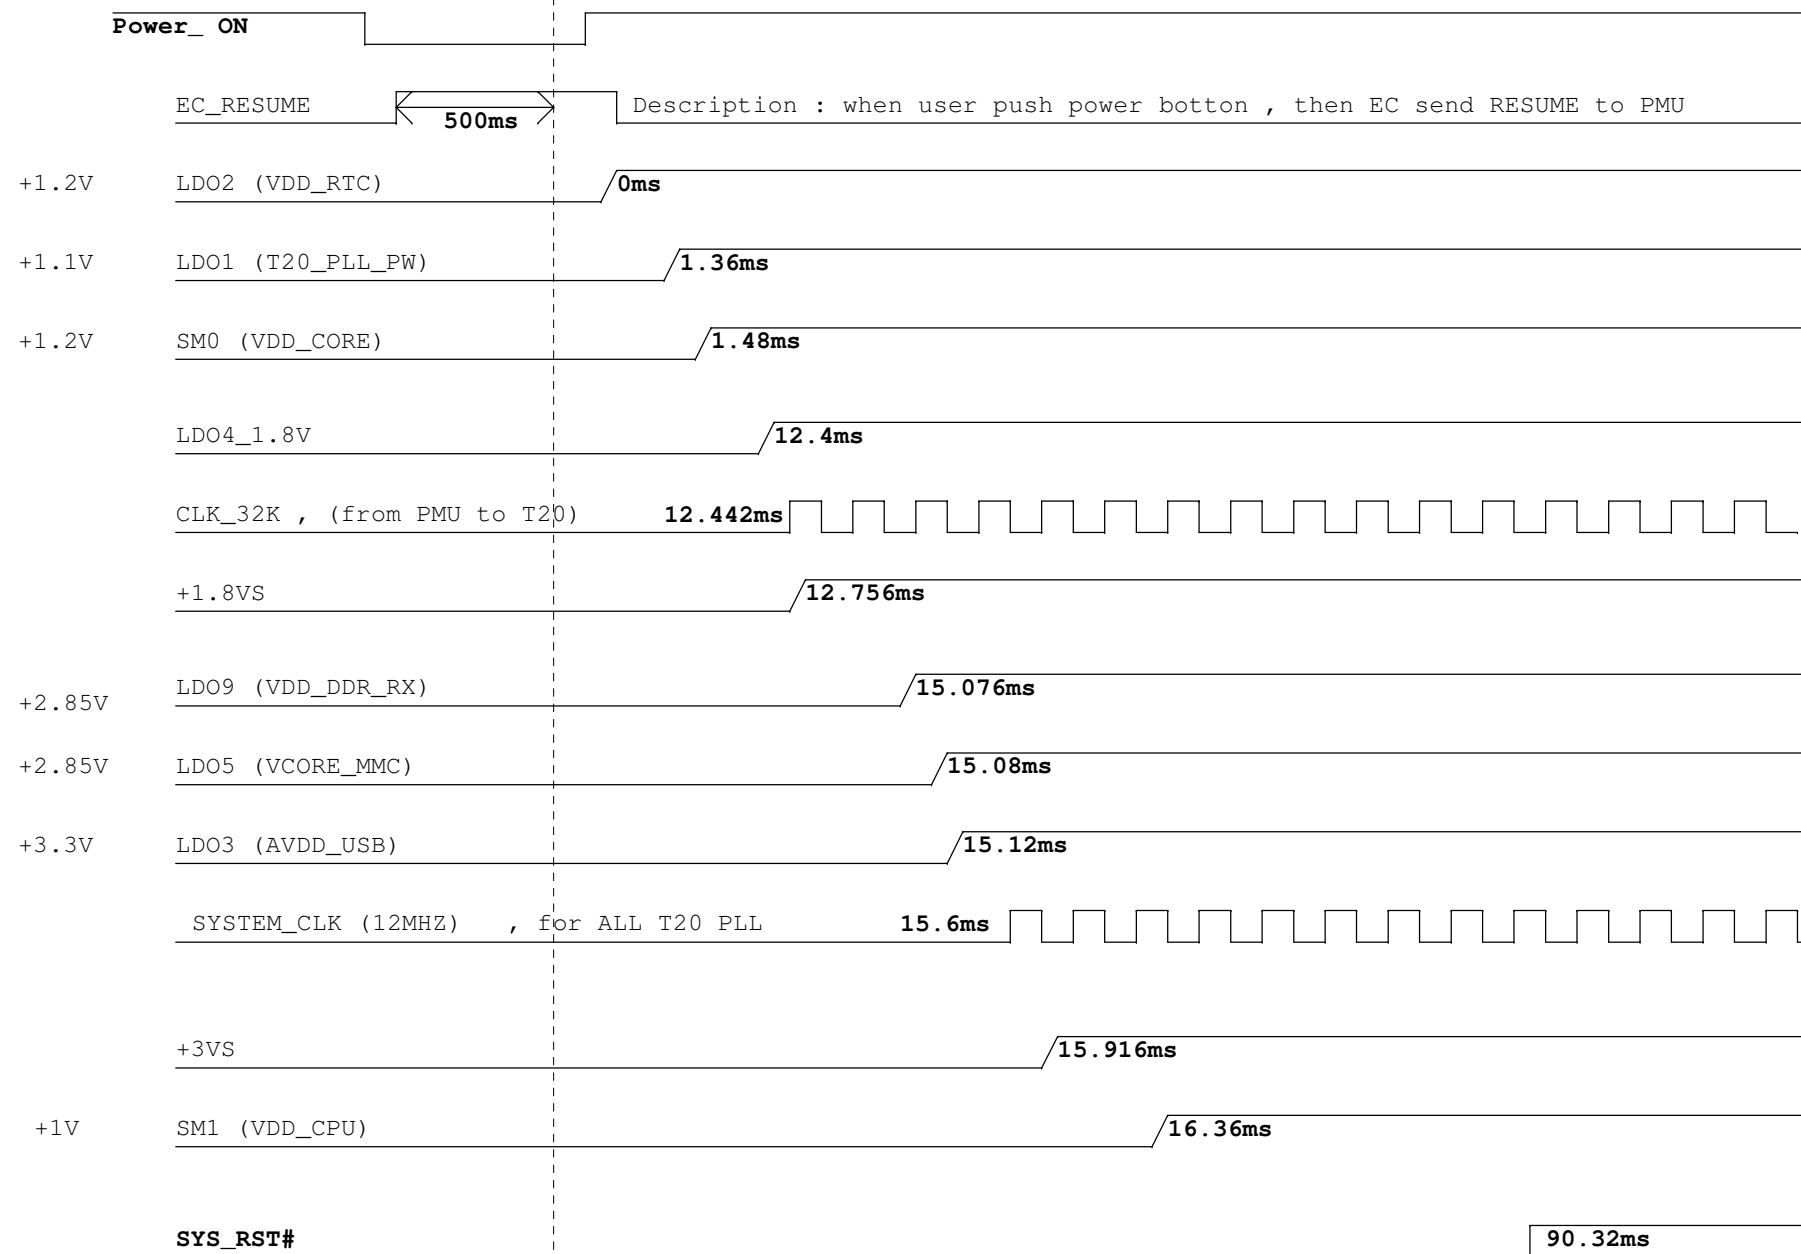 Power_ ON
EC_RESUME 500ms Description : when user push power botton , then EC send RESUME to PMU
+1.2V LDO2 (VDD_RTC) 0ms
+1.1V LDO1 (T20_PLL_PW) 1.36ms
+1.2V SM0 (VDD_CORE) 1.48ms
LDO4_1.8V 12.4ms
CLK_32K , (from PMU to T20) 12.442ms
+1.8VS 12.756ms
+2.85V LDO9 (VDD_DDR_RX) 15.076ms
+2.85V LDO5 (VCORE_MMC) 15.08ms
+3.3V LDO3 (AVDD_USB) 15.12ms
SYSTEM_CLK (12MHZ) , for ALL T20 PLL 15.6ms
+3VS 15.916ms
+1V SM1 (VDD_CPU) 16.36ms
SYS_RST# 90.32ms